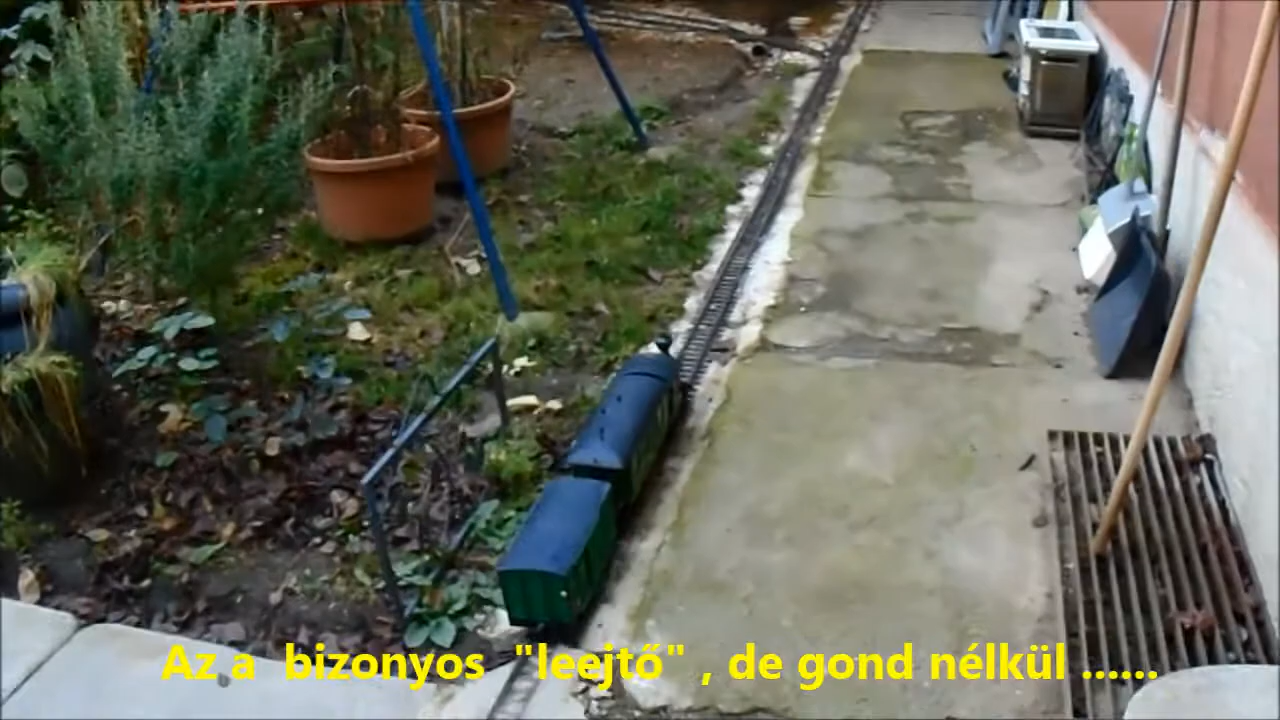 Az a bizonyos "leejtő" , de gond nélkül ......